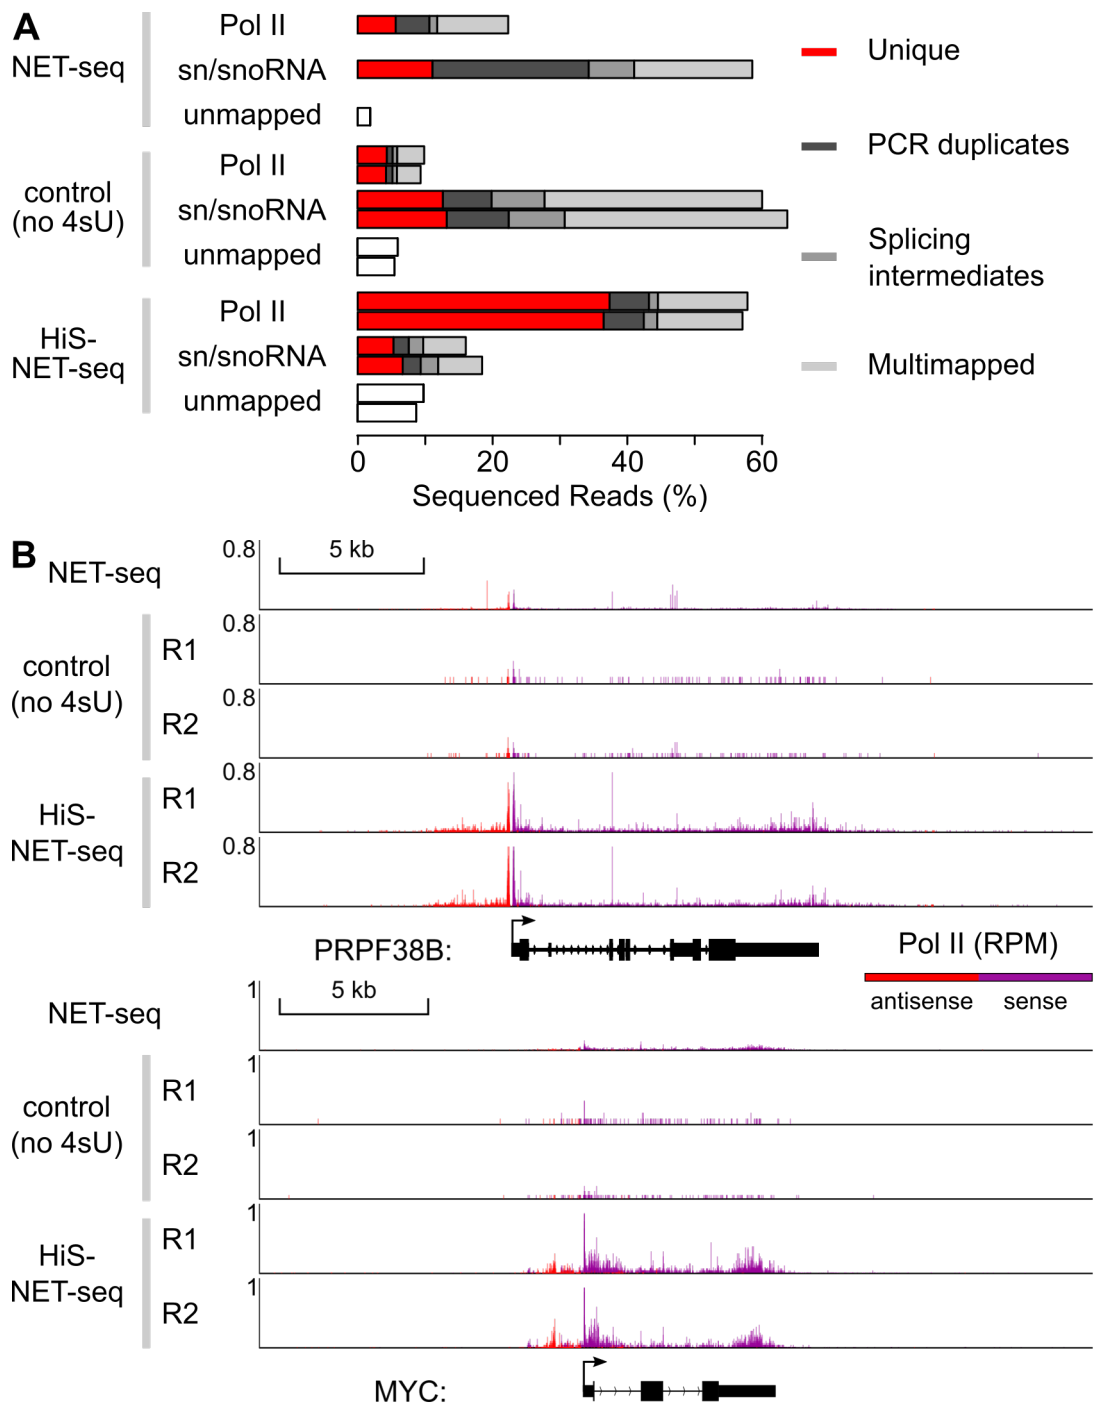 A
NET-seq
Pol II
sn/snoRNA
unmapped
control
(no 4sU)
Pol II
sn/snoRNA
unmapped
HiS-
NET-seq
Pol II
sn/snoRNA
unmapped
0 20 40 60
Sequenced Reads (%)
Unique
PCR duplicates
Splicing
intermediates
Multimapped
B
NET-seq
0.8
5 kb
control
(no 4sU)
R1
0.8
R2
0.8
HiS-
NET-seq
R1
0.8
R2
0.8
PRPF38B:
Pol II (RPM)
antisense sense
NET-seq
1
5 kb
control
(no 4sU)
R1
1
R2
1
HiS-
NET-seq
R1
1
R2
1
MYC: